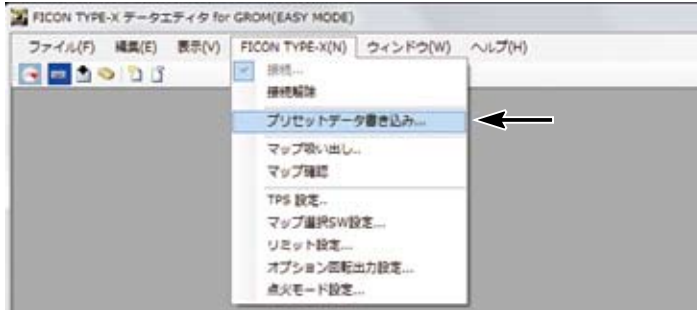 FICON TYPE-X データエディタ for GROM(EASY MODE)
ファイル(F) 編集(E) 表示(V) FICON TYPE-X(N) ウィンドウ(W) ヘルプ(H)
接続...
接続解除
プリセットデータ書き込み...
マップ吸い出し...
マップ確認
TPS 設定..
マップ選択SW設定...
リミット設定...
オプション回転出力設定...
点火モード設定...